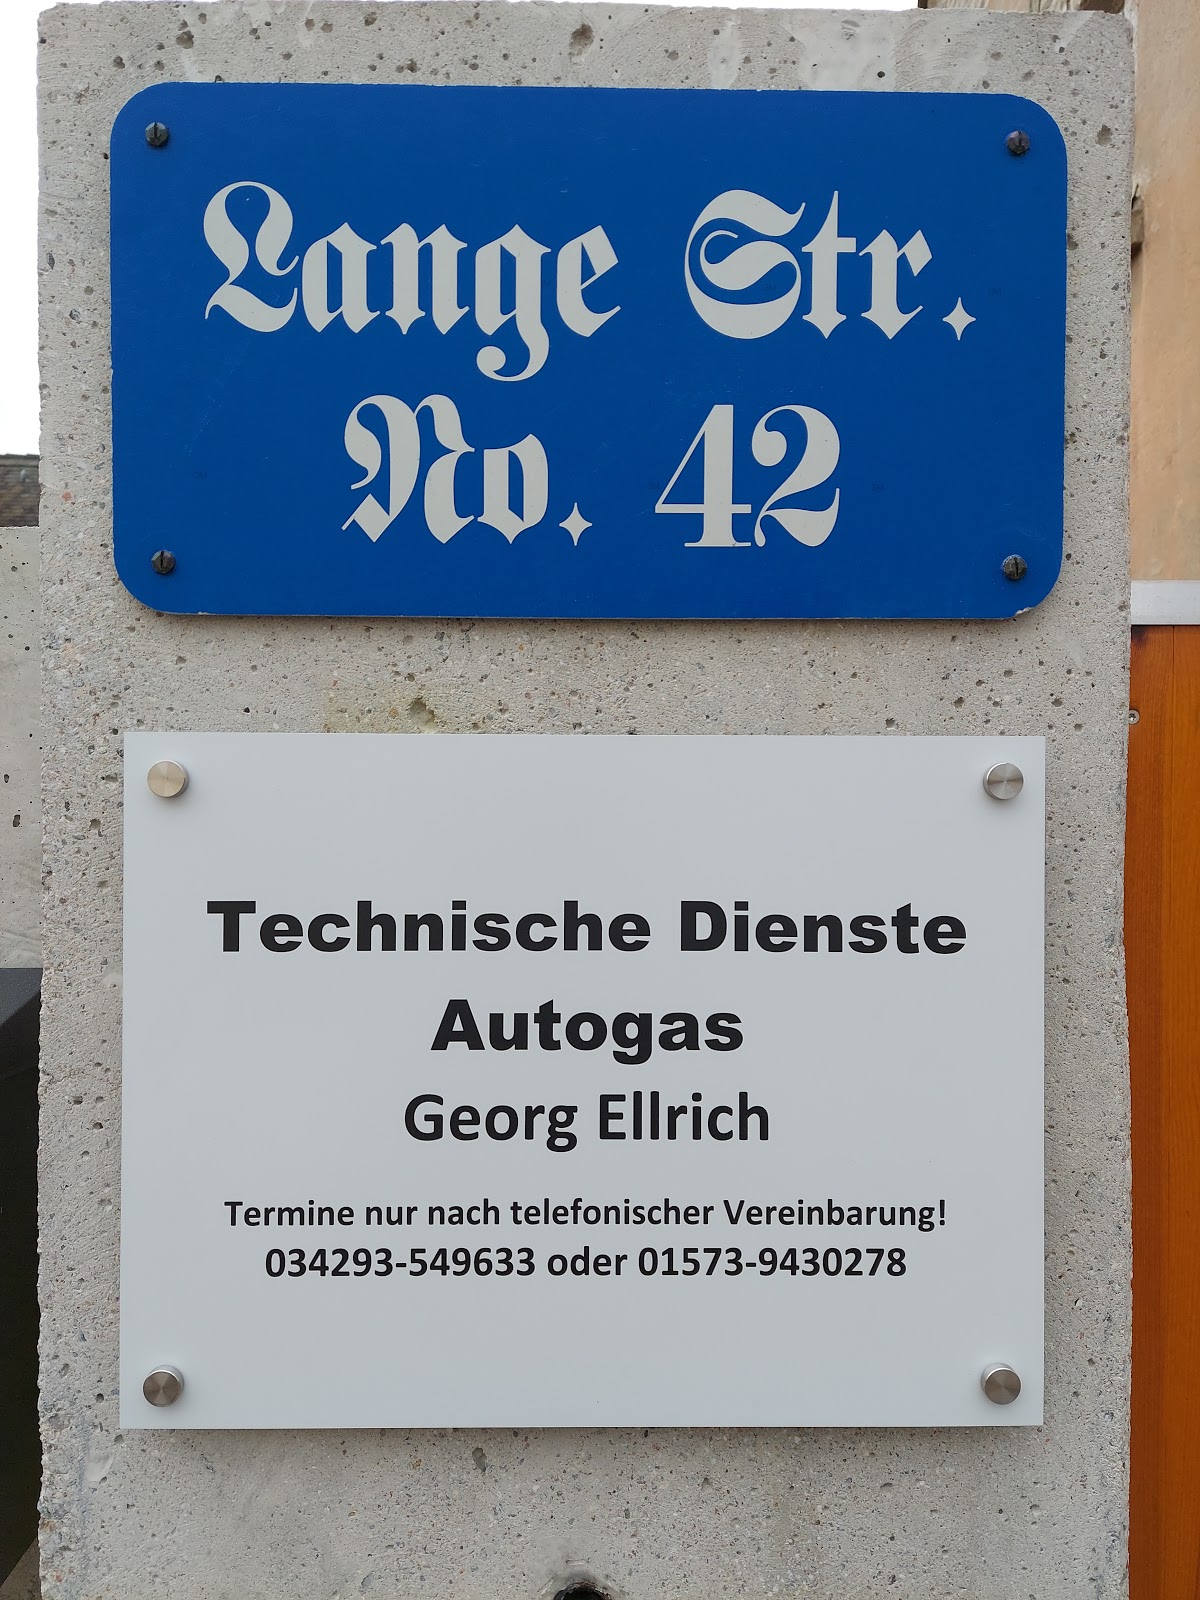 Lange Str.
No. 42
Technische Dienste
Autogas
Georg Ellrich
Termine nur nach telefonischer Vereinbarung!
034293-549633 oder 01573-9430278